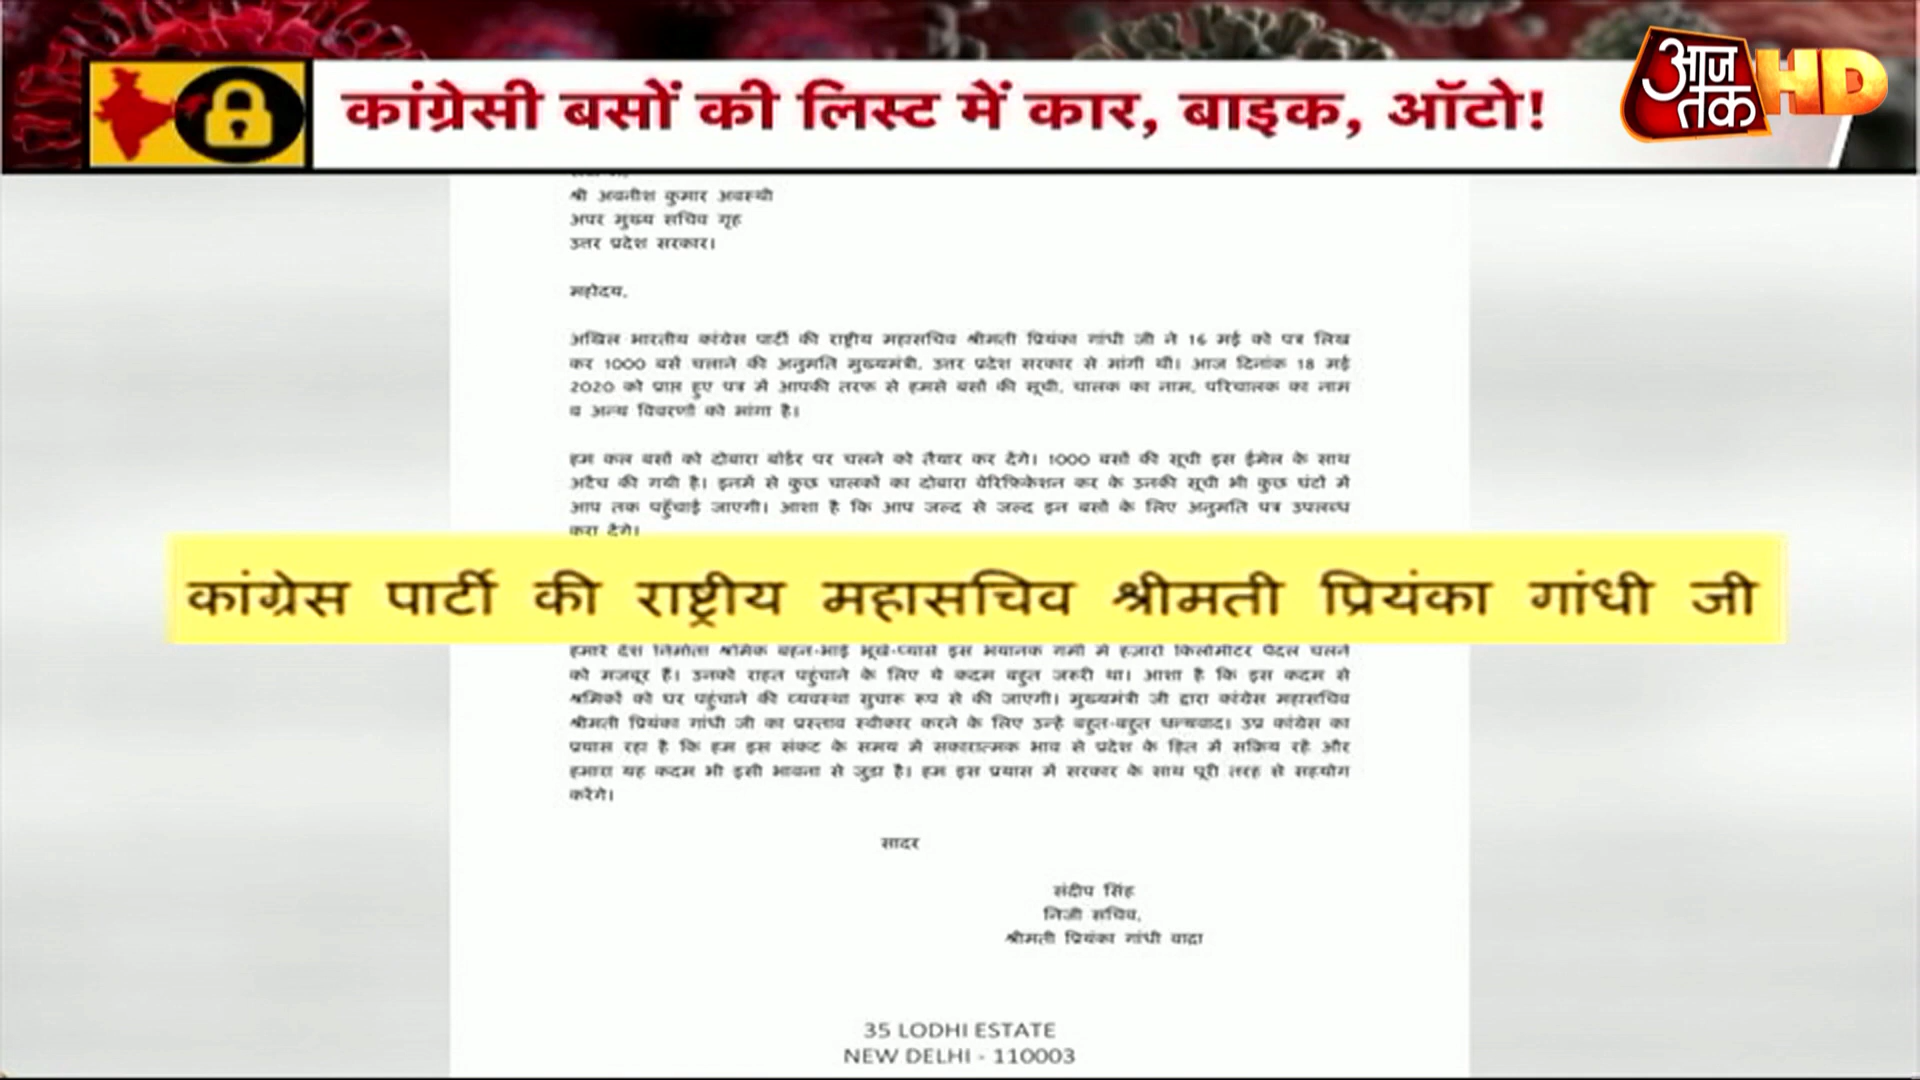 कांग्रेसी बसों की लिस्ट में कार, बाइक, ऑटो!
आज
तक HD
श्री अवनीश कुमार अवस्थी
अपर मुख्य सचिव गृह
उत्तर प्रदेश सरकार।
महोदय,
अखिल भारतीय कांग्रेस पार्टी की राष्ट्रीय महासचिव श्रीमती प्रियंका गांधी जी ने 16 मई को पत्र लिख
कर 1000 बसें चलाने की अनुमति मुख्यमंत्री, उत्तर प्रदेश सरकार से मांगी थी। आज दिनांक 18 मई
2020 को प्राप्त हुए पत्र में आपकी तरफ से हमसे बसों की सूची, चालक का नाम, परिचालक का नाम
व अन्य विवरणों को मांगा है।
हम कल बसों को दोबारा बॉर्डर पर चलने को तैयार कर देंगे। 1000 बसों की सूची इस ईमेल के साथ
अटैच की गयी है। इनमें से कुछ चालकों का दोबारा वेरिफिकेशन कर के उनकी सूची भी कुछ घंटों में
आप तक पहुँचाई जाएगी। आशा है कि आप जल्द से जल्द इन बसों के लिए अनुमति पत्र उपलब्ध
करा देंगे।
कांग्रेस पार्टी की राष्ट्रीय महासचिव श्रीमती प्रियंका गांधी जी
हमारे देश निर्माता श्रमिक बहन-भाई भूखे-प्यासे इस भयानक गर्मी में हजारों किलोमीटर पैदल चलने
को मजबूर हैं। उनको राहत पहुंचाने के लिए ये कदम बहुत जरुरी था। आशा है कि इस कदम से
श्रमिकों को घर पहुंचाने की व्यवस्था सुचारू रूप से की जाएगी। मुख्यमंत्री जी द्वारा कांग्रेस महासचिव
श्रीमती प्रियंका गांधी जी का प्रस्ताव स्वीकार करने के लिए उन्हें बहुत-बहुत धन्यवाद। उप्र कांग्रेस का
प्रयास रहा है कि हम इस संकट के समय में सकारात्मक भाव से प्रदेश के हित में सक्रिय रहें और
हमारा यह कदम भी इसी भावना से जुड़ा है। हम इस प्रयास में सरकार के साथ पूरी तरह से सहयोग
करेंगे।
सादर
संदीप सिंह
निजी सचिव,
श्रीमती प्रियंका गांधी वाद्रा
35 LODHI ESTATE
NEW DELHI - 110003